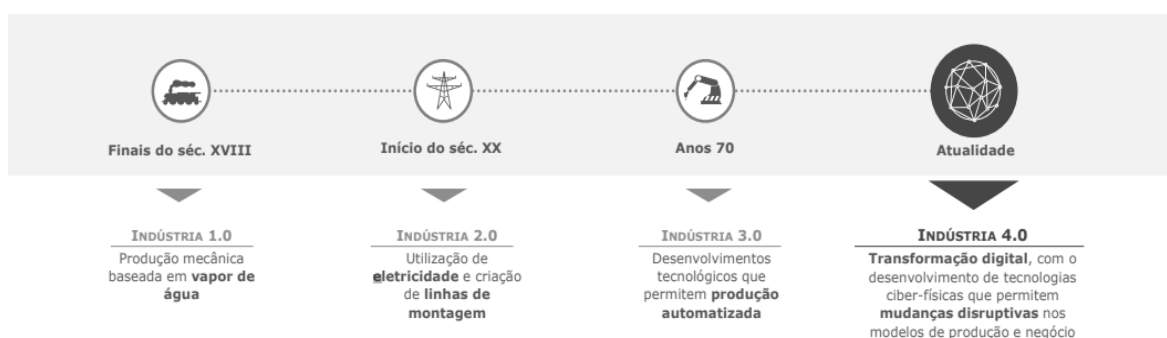 Finais do séc. XVIII
Início do séc. XX
Anos 70
Atualidade
INDÚSTRIA 1.0
Produção mecânica
baseada em vapor de
água
INDÚSTRIA 2.0
Utilização de
eletricidade e criação
de linhas de
montagem
INDÚSTRIA 3.0
Desenvolvimentos
tecnológicos que
permitem produção
automatizada
INDÚSTRIA 4.0
Transformação digital, com o
desenvolvimento de tecnologias
ciber-físicas que permitem
mudanças disruptivas nos
modelos de produção e negócio